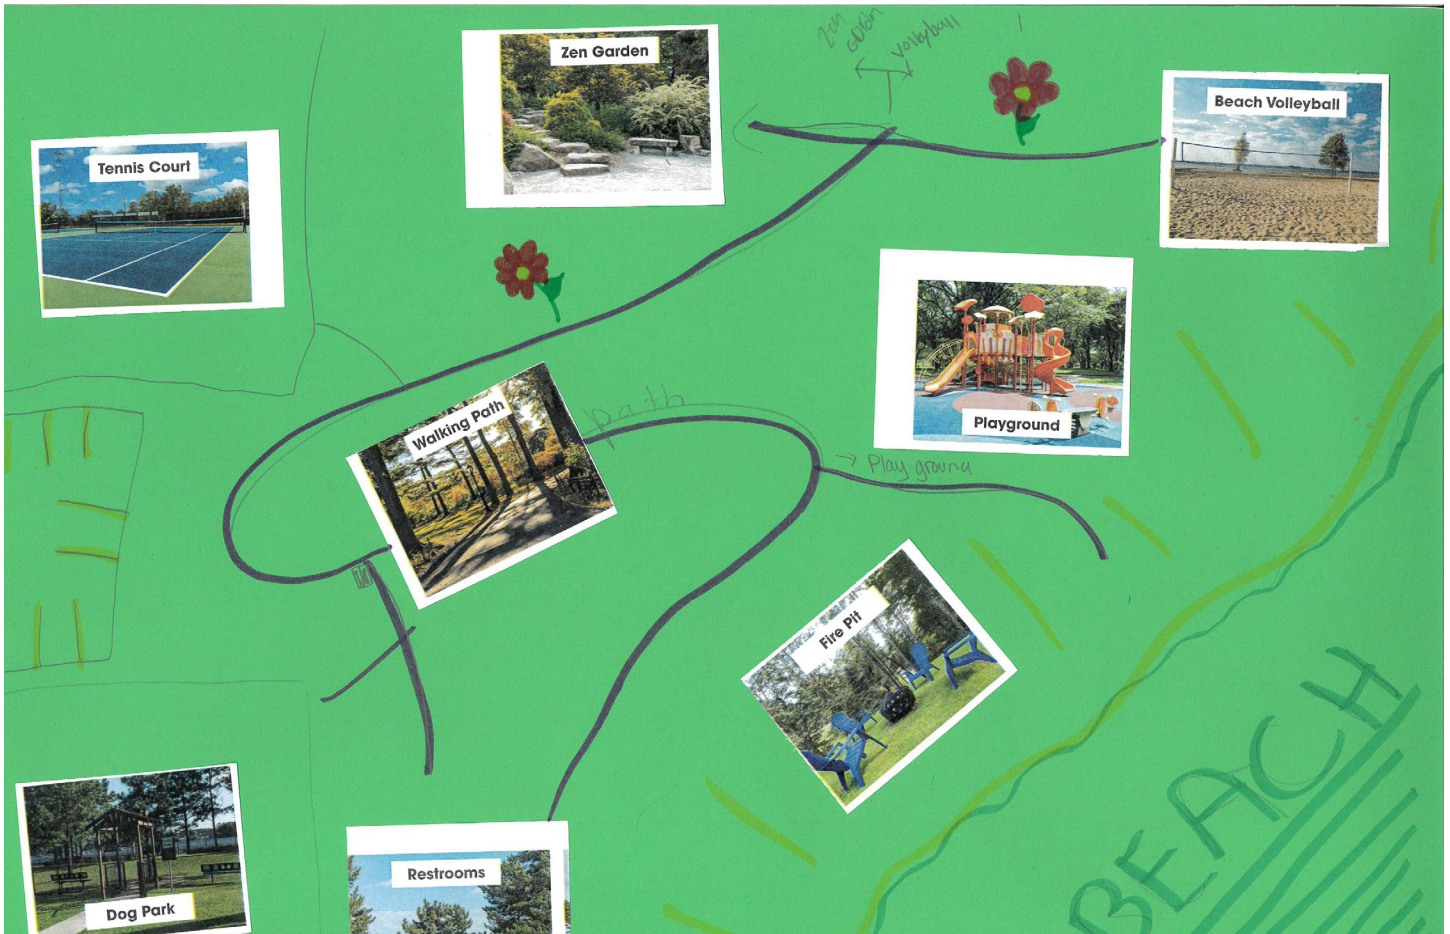 Zen
Garden
Volleyball
Zen Garden
Beach Volleyball
Tennis Court
Playground
Walking Path
path
→ Play ground
Fire Pit
BEACH
Dog Park
Restrooms